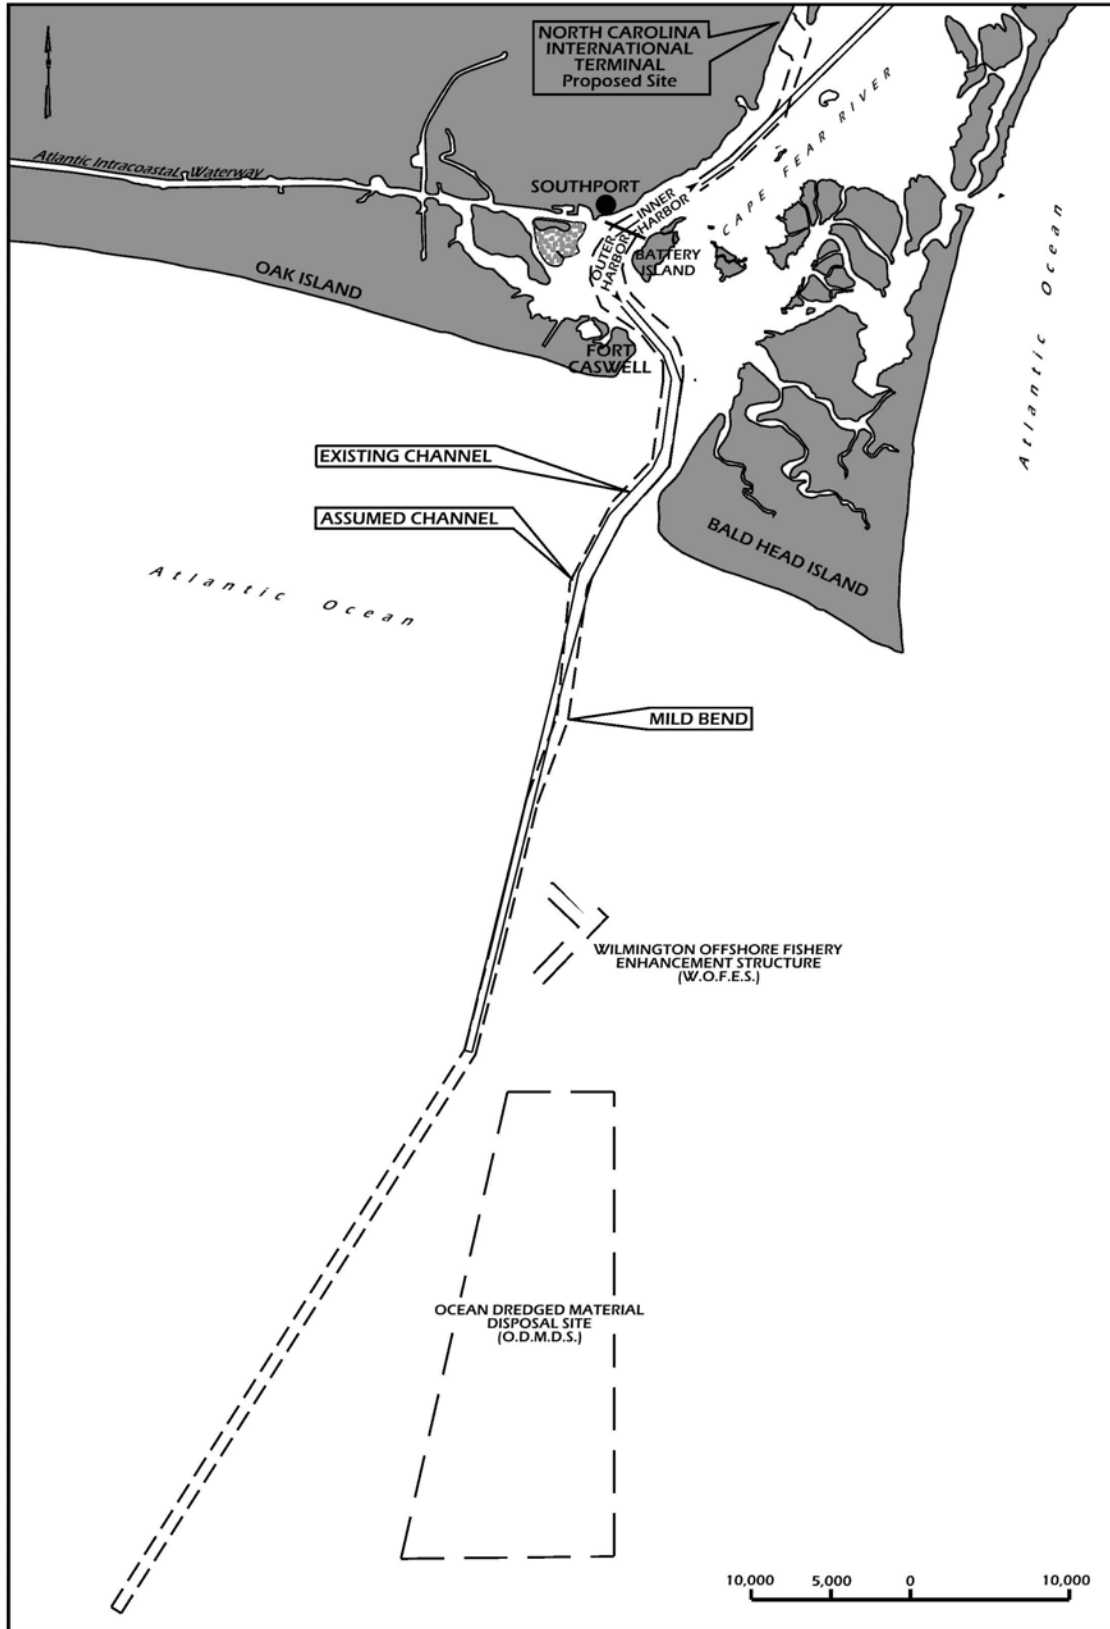 NORTH CAROLINA
INTERNATIONAL
TERMINAL
Proposed Site
CAPE FEAR RIVER
Atlantic Intracoastal Waterway
SOUTHPORT
INNER
HARBOR
OUTER
HARBOR
BATTERY
ISLAND
OAK ISLAND
Atlantic Ocean
FORT
CASWELL
EXISTING CHANNEL
ASSUMED CHANNEL
BALD HEAD ISLAND
Atlantic Ocean
MILD BEND
WILMINGTON OFFSHORE FISHERY
ENHANCEMENT STRUCTURE
(W.O.F.E.S.)
OCEAN DREDGED MATERIAL
DISPOSAL SITE
(O.D.M.D.S.)
10,000 5,000 0 10,000